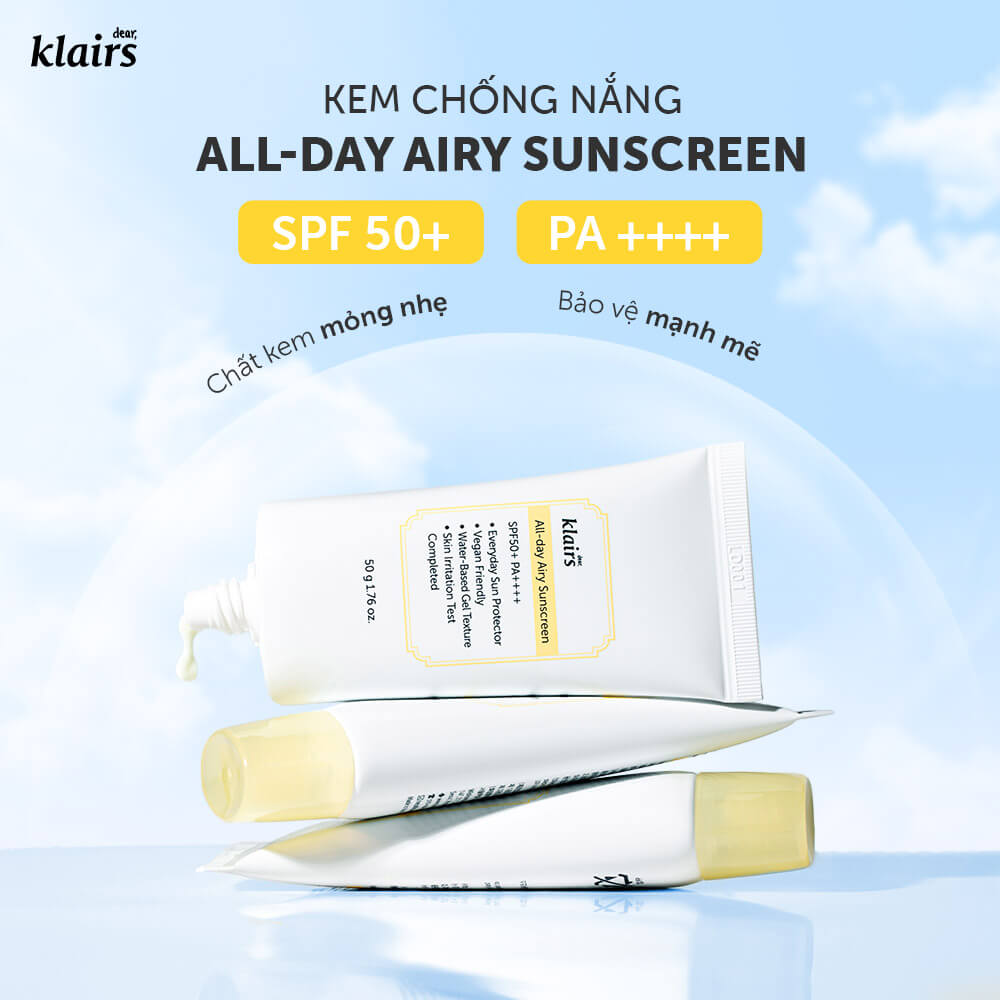 dear,
klairs
KEM CHỐNG NẮNG
ALL-DAY AIRY SUNSCREEN
SPF 50+
PA ++++
Chất kem mỏng nhẹ
Bảo vệ mạnh mẽ
dear,
klairs
All-day Airy Sunscreen
SPF50+ PA++++
• Everyday Sun Protector
• Vegan Friendly
• Water-Based Gel Texture
• Skin Irritation Test
Completed
50 g 1.76 oz.